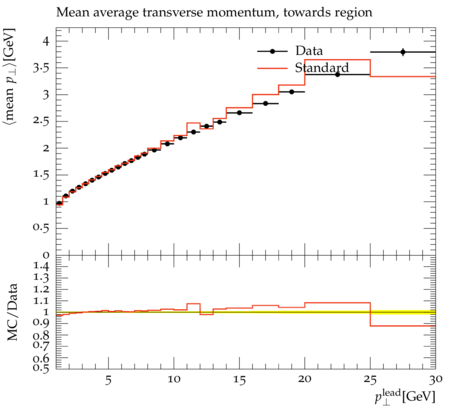 Mean average transverse momentum, towards region
⟨mean p⊥⟩[GeV]
4
3.5
3
2.5
2
1.5
1
0.5
0
Data
Standard
MC/Data
1.4
1.3
1.2
1.1
1
0.9
0.8
0.7
0.6
0.5
5 10 15 20 25 30
p⊥^lead[GeV]